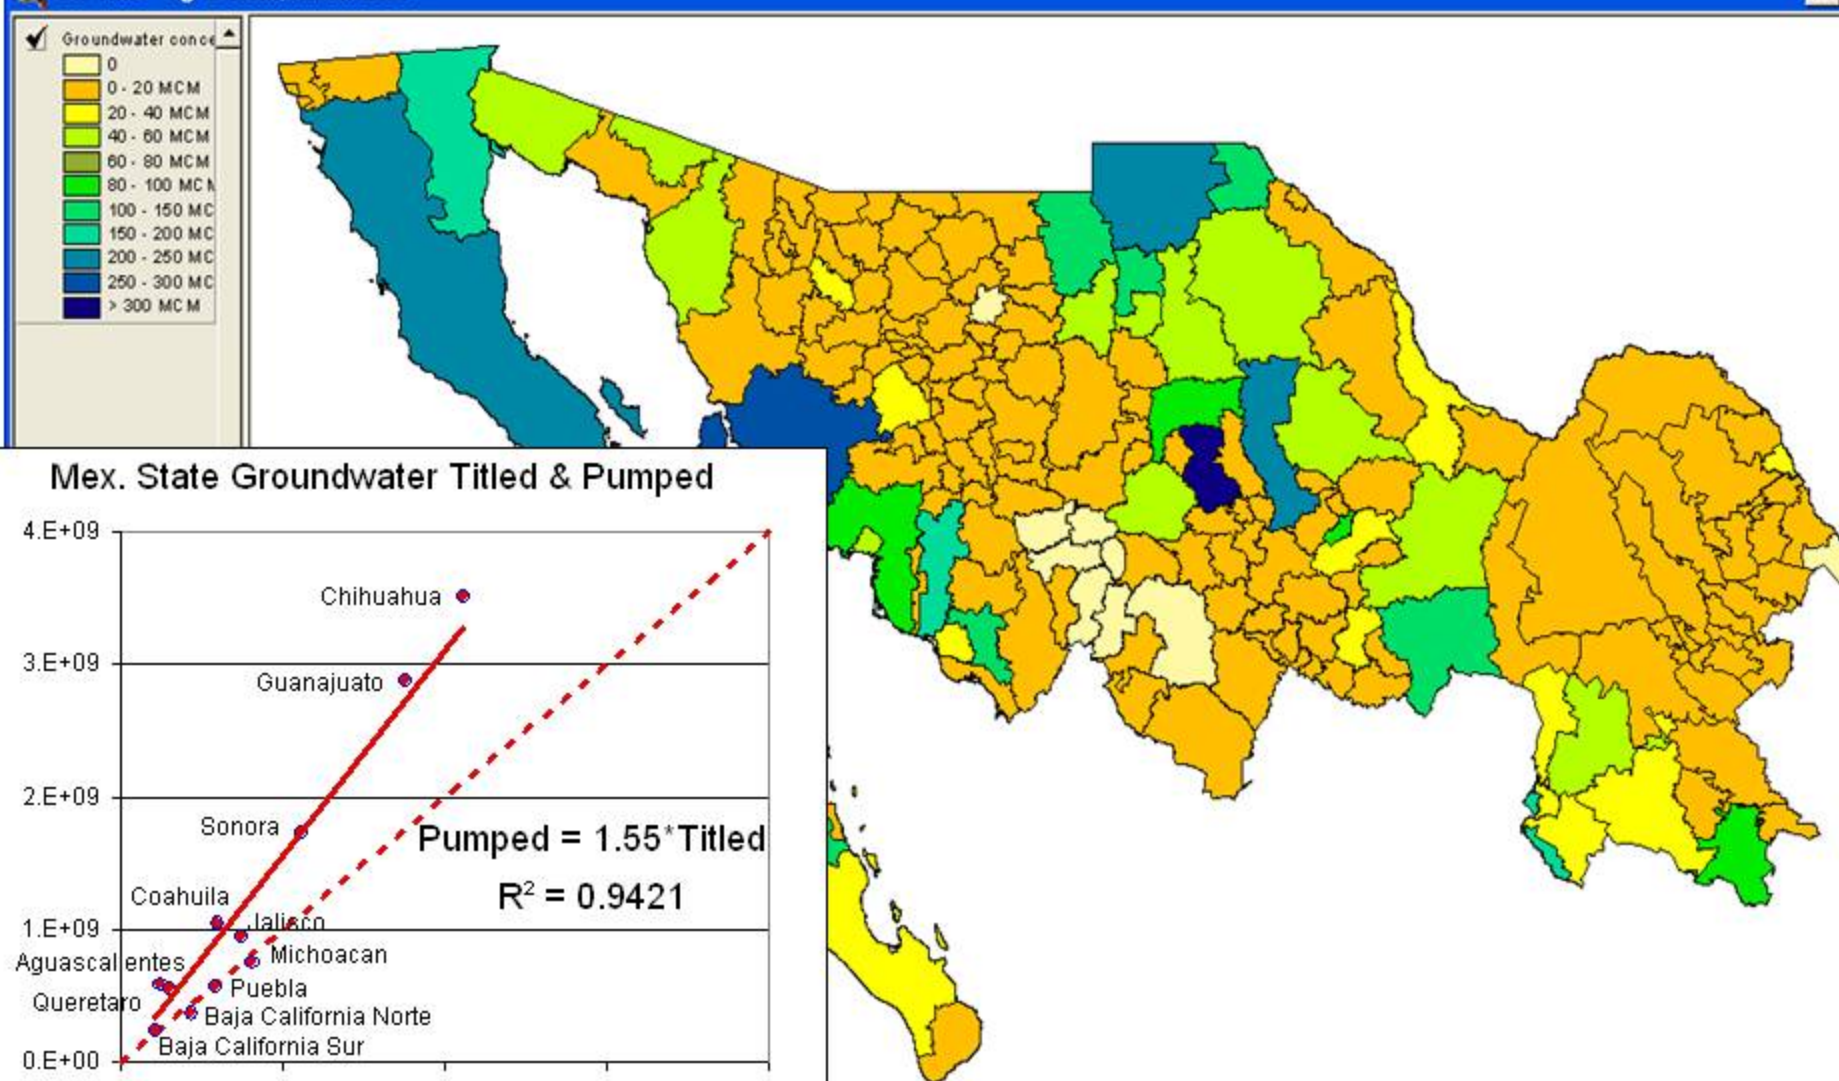 Groundwater conce
0
0 - 20 MCM
20 - 40 MCM
40 - 60 MCM
60 - 80 MCM
80 - 100 MCM
100 - 150 MC
150 - 200 MC
200 - 250 MC
250 - 300 MC
> 300 MCM
Mex. State Groundwater Titled & Pumped
4.E+09
Chihuahua
3.E+09
Guanajuato
2.E+09
Sonora
Pumped = 1.55*Titled
R² = 0.9421
Coahuila
Jalisco
1.E+09
Michoacan
Aguascalientes
Puebla
Queretaro
Baja California Norte
Baja California Sur
0.E+00